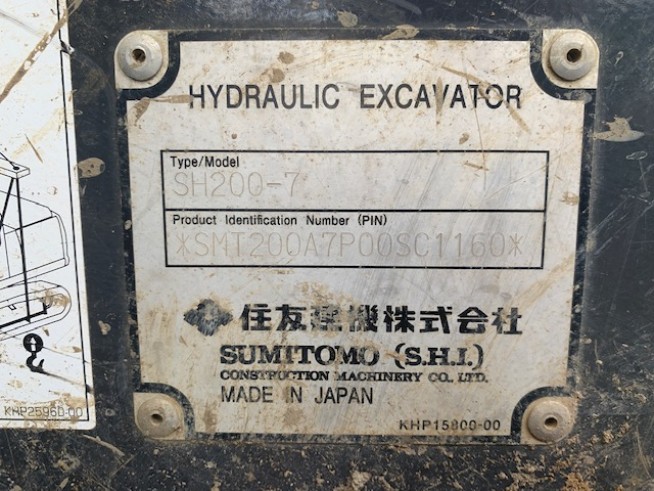 HYDRAULIC EXCAVATOR
Type/Model
SH200-7
Product Identification Number (PIN)
*SMT200A7P00SC1160*
住友建機株式会社
SUMITOMO (S.H.I.)
CONSTRUCTION MACHINERY CO., LTD.
MADE IN JAPAN
KHP15800-00
KHP2596D-00